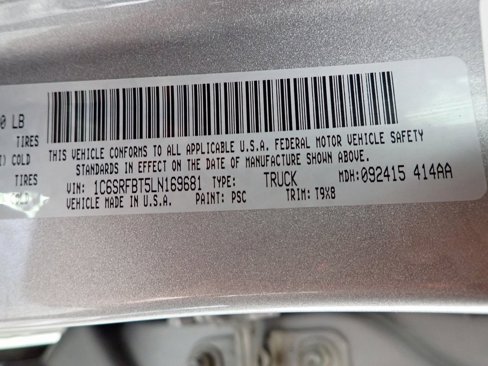 0 LB
TIRES
COLD
TIRES
THIS VEHICLE CONFORMS TO ALL APPLICABLE U.S.A. FEDERAL MOTOR VEHICLE SAFETY
STANDARDS IN EFFECT ON THE DATE OF MANUFACTURE SHOWN ABOVE.
VIN: 1C6SRFBT5LN169681 TYPE: TRUCK MDH:092415 414AA
VEHICLE MADE IN U.S.A. PAINT: PSC TRIM: T9X8